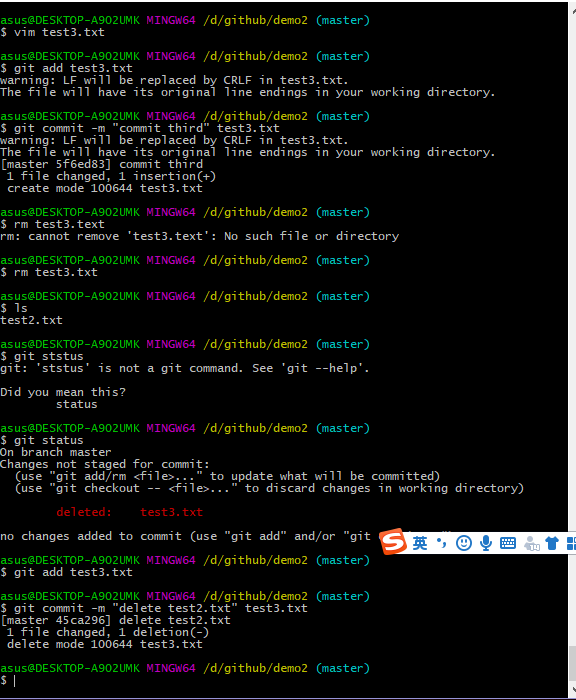 asus@DESKTOP-A9O2UMK MINGW64 /d/github/demo2 (master)
$ vim test3.txt
asus@DESKTOP-A9O2UMK MINGW64 /d/github/demo2 (master)
$ git add test3.txt
warning: LF will be replaced by CRLF in test3.txt.
The file will have its original line endings in your working directory.
asus@DESKTOP-A9O2UMK MINGW64 /d/github/demo2 (master)
$ git commit -m "commit third" test3.txt
warning: LF will be replaced by CRLF in test3.txt.
The file will have its original line endings in your working directory.
[master 5f6ed83] commit third
 1 file changed, 1 insertion(+)
 create mode 100644 test3.txt
asus@DESKTOP-A9O2UMK MINGW64 /d/github/demo2 (master)
$ rm test3.text
rm: cannot remove 'test3.text': No such file or directory
asus@DESKTOP-A9O2UMK MINGW64 /d/github/demo2 (master)
$ rm test3.txt
asus@DESKTOP-A9O2UMK MINGW64 /d/github/demo2 (master)
$ ls
test2.txt
asus@DESKTOP-A9O2UMK MINGW64 /d/github/demo2 (master)
$ git ststus
git: 'ststus' is not a git command. See 'git --help'.
Did you mean this?
        status
asus@DESKTOP-A9O2UMK MINGW64 /d/github/demo2 (master)
$ git status
On branch master
Changes not staged for commit:
  (use "git add/rm <file>..." to update what will be committed)
  (use "git checkout -- <file>..." to discard changes in working directory)
        deleted:    test3.txt
no changes added to commit (use "git add" and/or "git
S 英
asus@DESKTOP-A9O2UMK MINGW64 /d/github/demo2 (master)
$ git add test3.txt
asus@DESKTOP-A9O2UMK MINGW64 /d/github/demo2 (master)
$ git commit -m "delete test2.txt" test3.txt
[master 45ca296] delete test2.txt
 1 file changed, 1 deletion(-)
 delete mode 100644 test3.txt
asus@DESKTOP-A9O2UMK MINGW64 /d/github/demo2 (master)
$